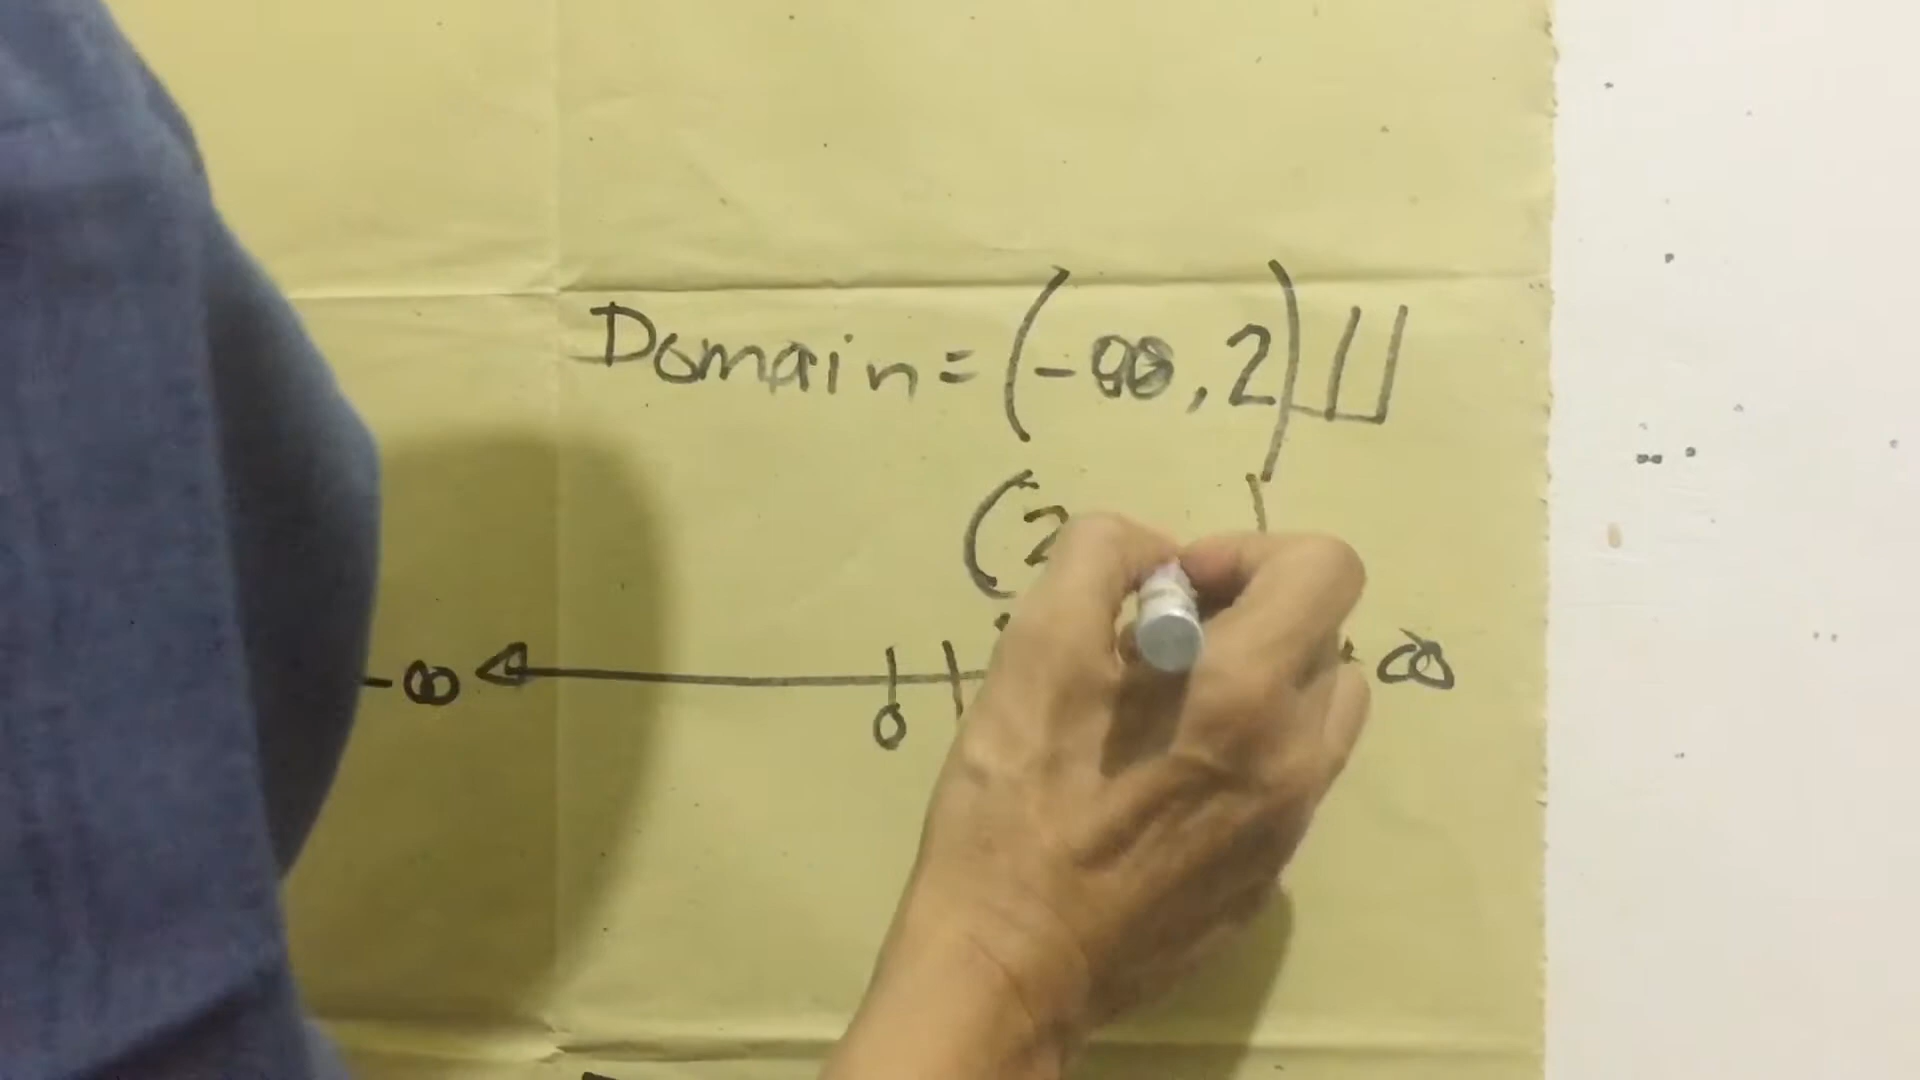 Domain = (-∞, 2) U
(2
-∞ 0 ∞